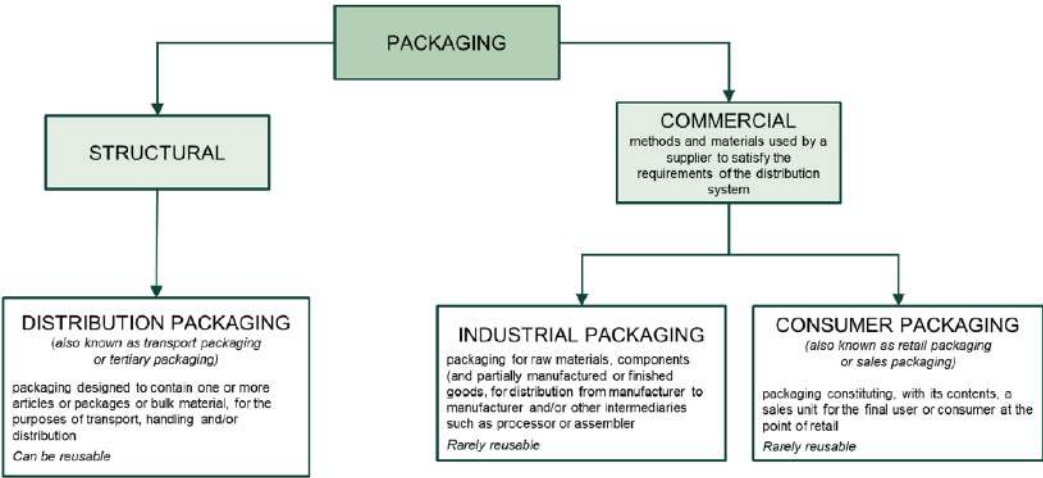 PACKAGING
STRUCTURAL
COMMERCIAL
methods and materials used by a
supplier to satisfy the
requirements of the distribution
system
DISTRIBUTION PACKAGING
(also known as transport packaging
or tertiary packaging)
packaging designed to contain one or more
articles or packages or bulk material, for the
purposes of transport, handling and/or
distribution
Can be reusable
INDUSTRIAL PACKAGING
packaging for raw materials, components
(and partially manufactured or finished
goods, for distribution from manufacturer to
manufacturer and/or other intermediaries
such as processor or assembler
Rarely reusable
CONSUMER PACKAGING
(also known as retail packaging
or sales packaging)
packaging constituting, with its contents, a
sales unit for the final user or consumer at the
point of retail
Rarely reusable